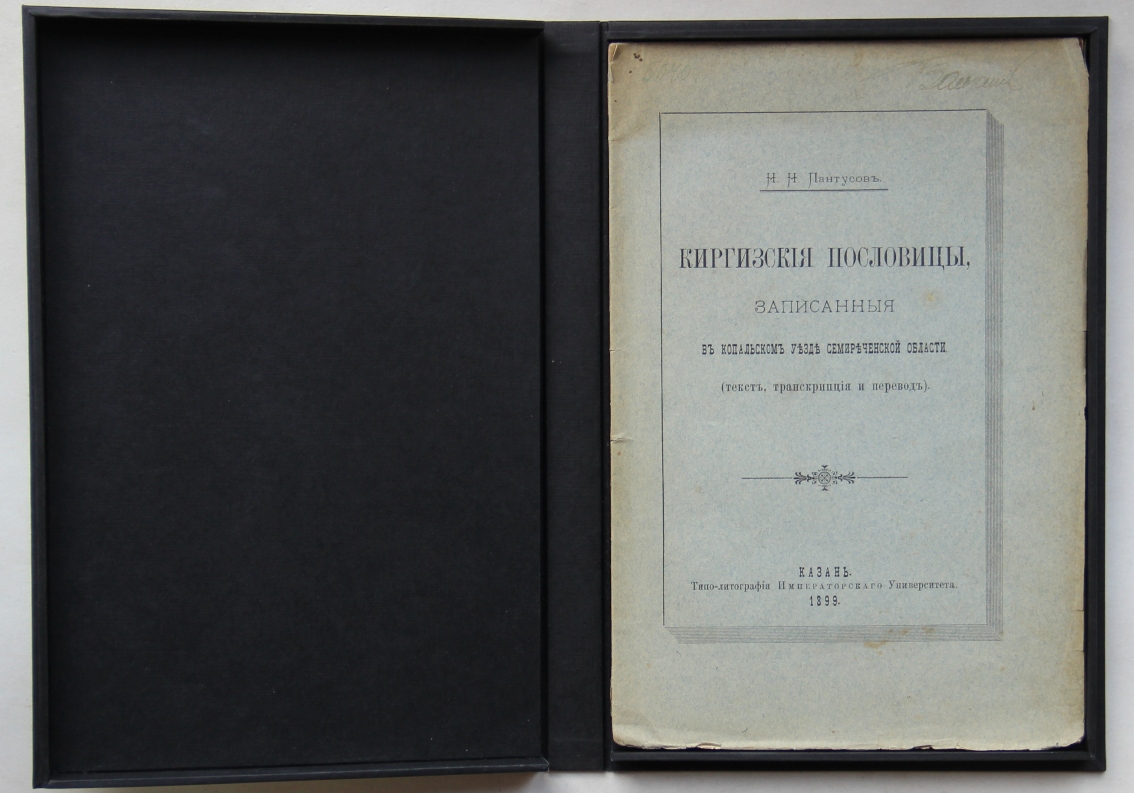 Н. Н. Пантусовъ.
КИРГИЗСКІЯ ПОСЛОВИЦЫ,
ЗАПИСАННЫЯ
ВЪ КОПАЛЬСКОМЪ УѢЗДѢ СЕМИРѢЧЕНСКОЙ ОБЛАСТИ
(текстъ, транскрипція и переводъ).
КАЗАНЬ.
Типо-литографія Императорскаго Университета.
1899.